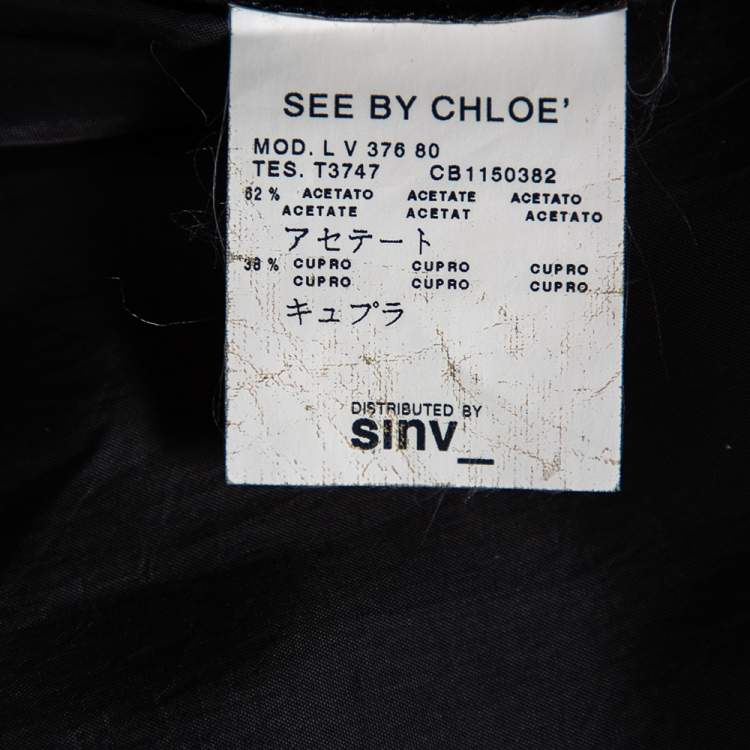 SEE BY CHLOE'
MOD. L V 376 80
TES. T3747 CB1150382
62 % ACETATO ACETATE ACETATO
ACETATE ACETAT ACETATO
アセテート
38 % CUPRO CUPRO CUPRO
CUPRO CUPRO CUPRO
キュプラ
DISTRIBUTED BY
sinv_